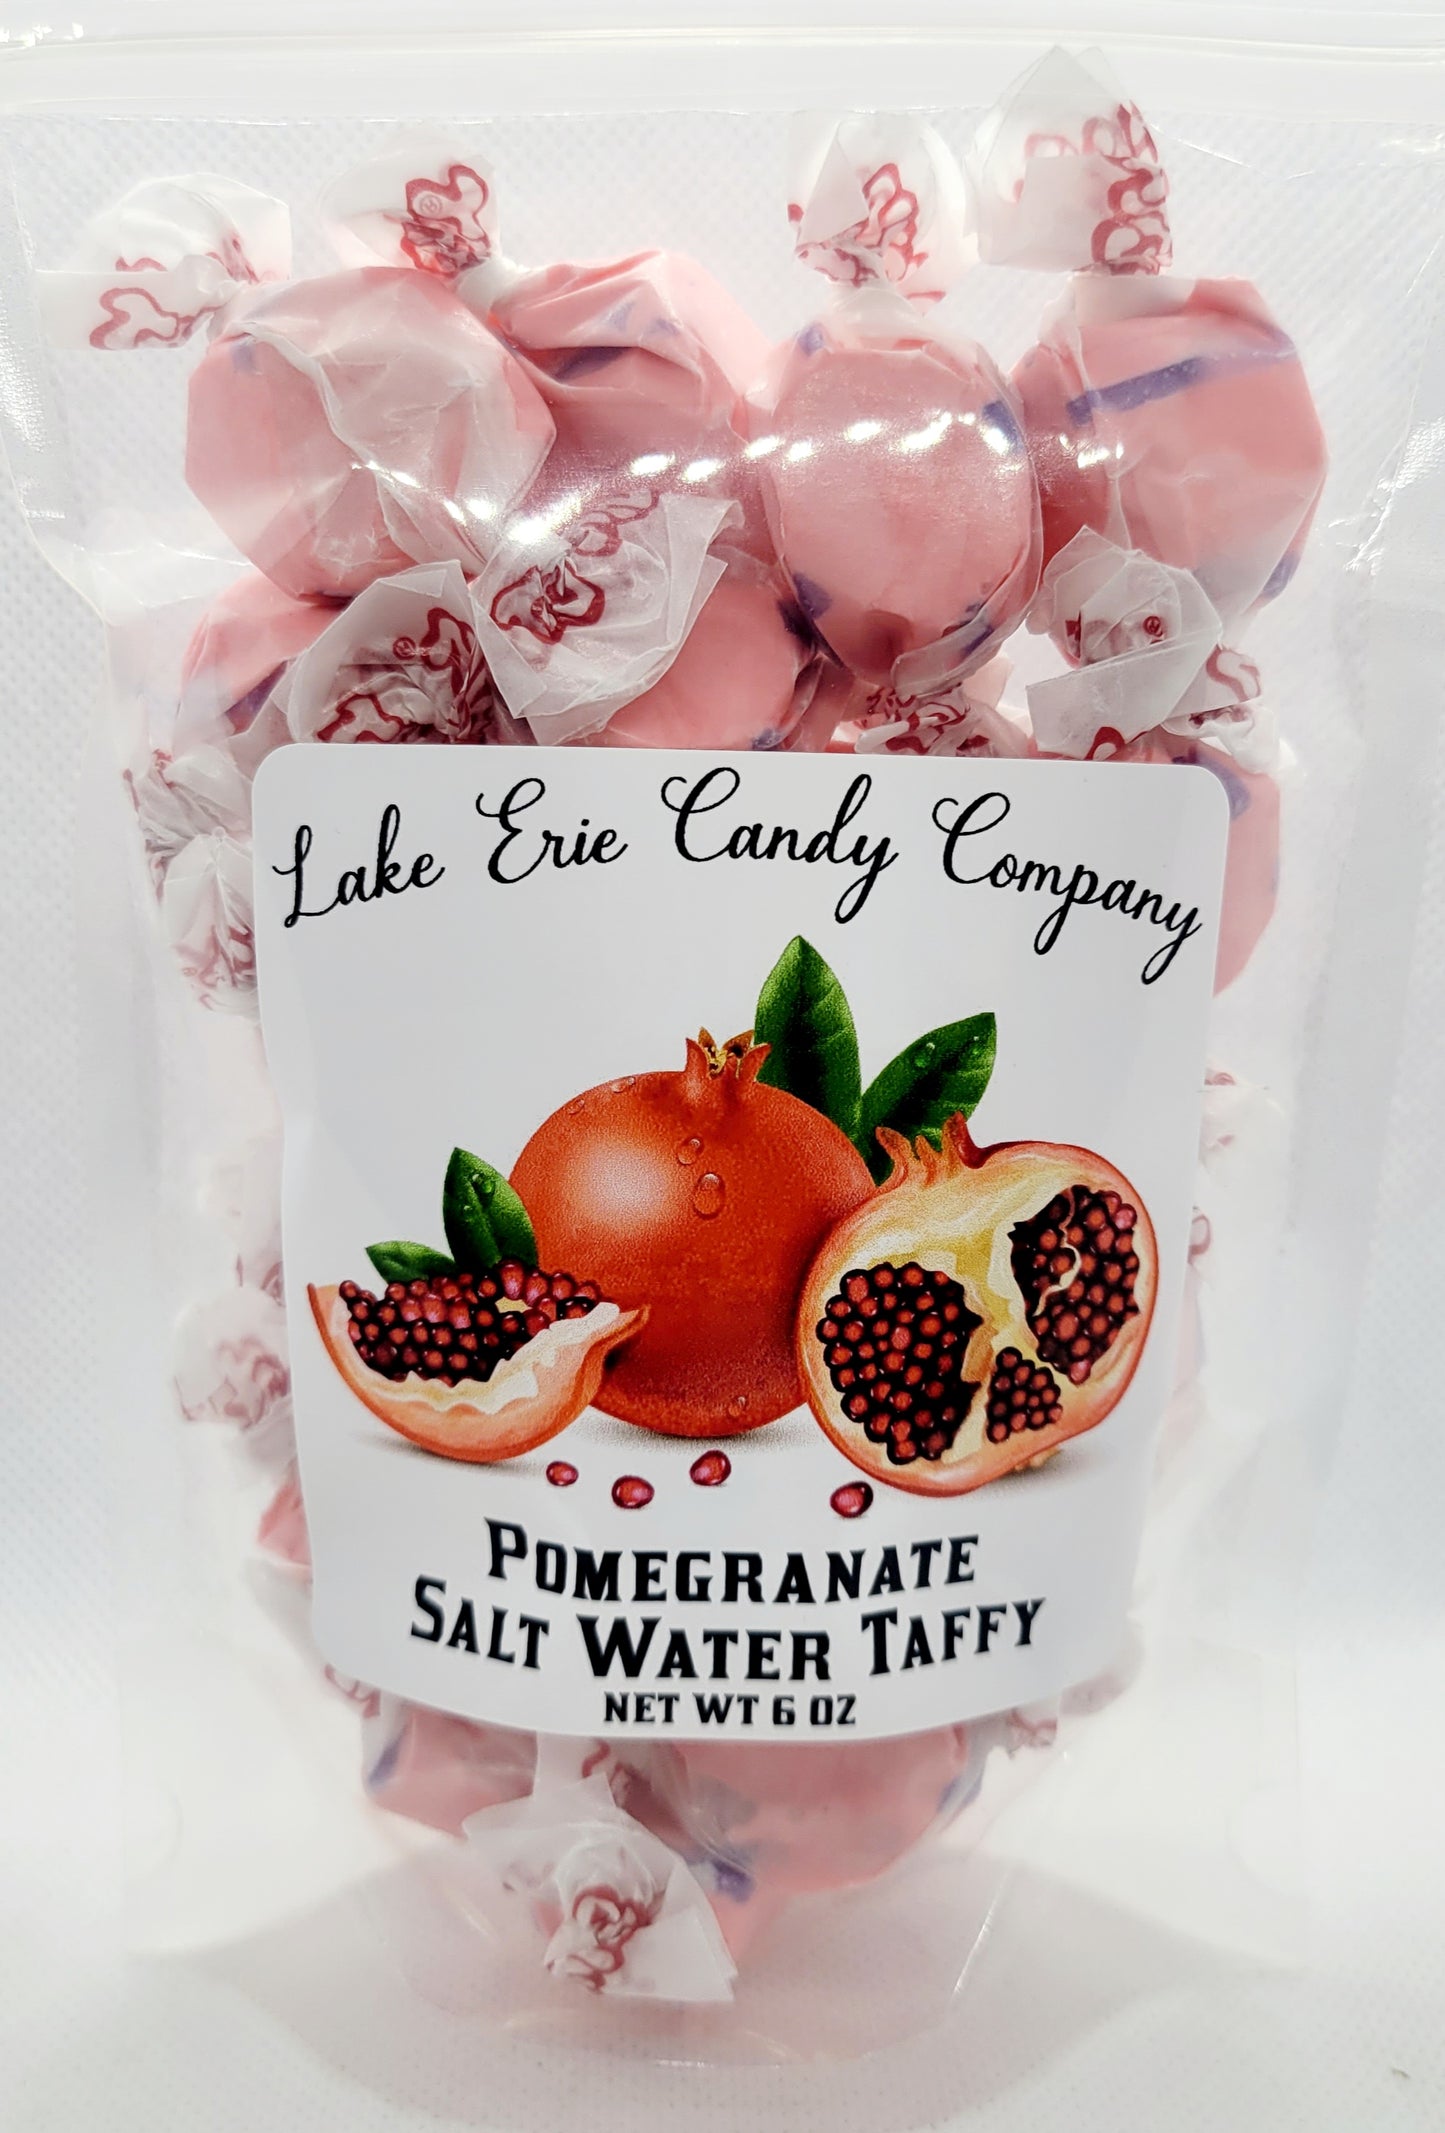 Lake Erie Candy Company
Pomegranate
Salt Water Taffy
NET WT 6 OZ